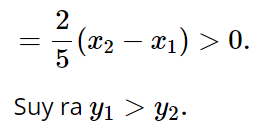 = 2/5 (x₂ − x₁) > 0.
Suy ra y₁ > y₂.